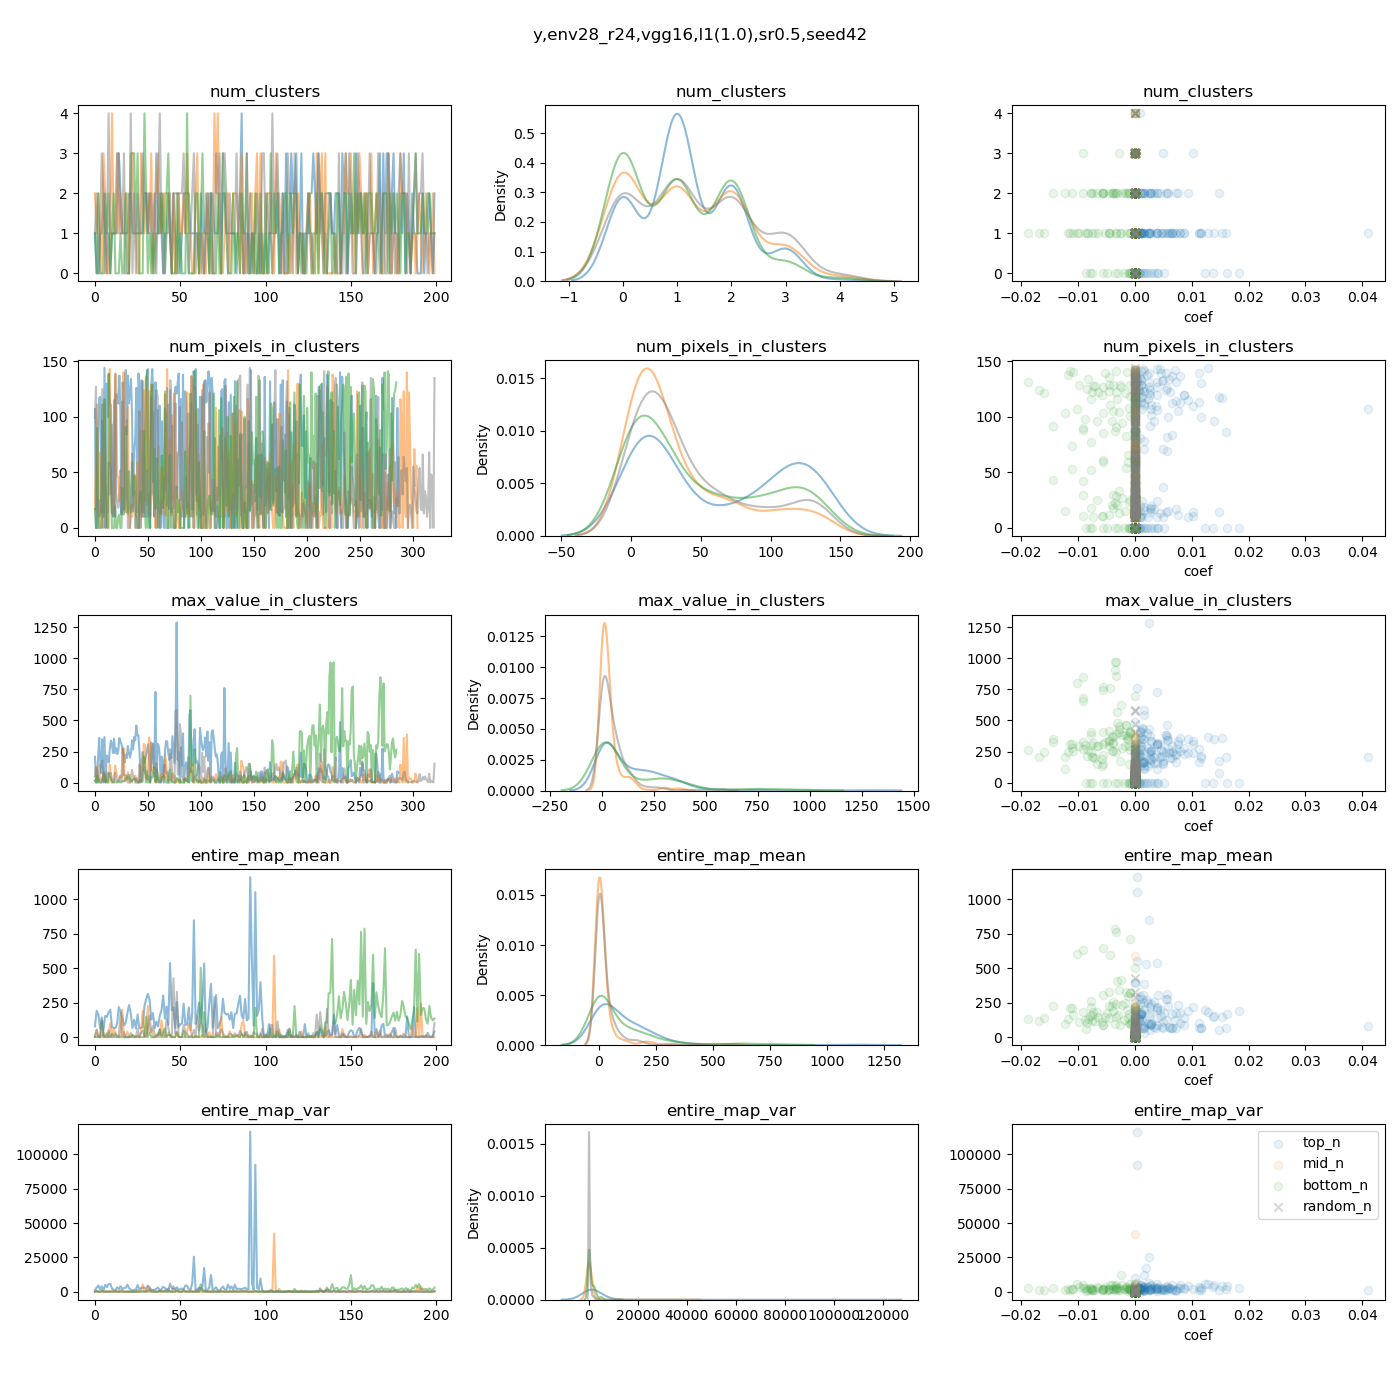 y,env28_r24,vgg16,l1(1.0),sr0.5,seed42
num_clusters
4
3
2
1
0
0 50 100 150 200
num_clusters
Density
0.5
0.4
0.3
0.2
0.1
0.0
−1 0 1 2 3 4 5
num_clusters
4
3
2
1
0
−0.02 −0.01 0.00 0.01 0.02 0.03 0.04
coef
num_pixels_in_clusters
150
100
50
0
0 50 100 150 200 250 300
num_pixels_in_clusters
Density
0.015
0.010
0.005
0.000
−50 0 50 100 150 200
num_pixels_in_clusters
150
100
50
0
−0.02 −0.01 0.00 0.01 0.02 0.03 0.04
coef
max_value_in_clusters
1250
1000
750
500
250
0
0 50 100 150 200 250 300
max_value_in_clusters
Density
0.0125
0.0100
0.0075
0.0050
0.0025
0.0000
−250 0 250 500 750 1000 1250 1500
max_value_in_clusters
1250
1000
750
500
250
0
−0.02 −0.01 0.00 0.01 0.02 0.03 0.04
coef
entire_map_mean
1000
750
500
250
0
0 50 100 150 200
entire_map_mean
Density
0.015
0.010
0.005
0.000
0 250 500 750 1000 1250
entire_map_mean
1000
750
500
250
0
−0.02 −0.01 0.00 0.01 0.02 0.03 0.04
coef
entire_map_var
100000
75000
50000
25000
0
0 50 100 150 200
entire_map_var
Density
0.0015
0.0010
0.0005
0.0000
0 20000 40000 60000 80000 100000 120000
entire_map_var
100000
75000
50000
25000
0
−0.02 −0.01 0.00 0.01 0.02 0.03 0.04
coef
top_n
mid_n
bottom_n
random_n